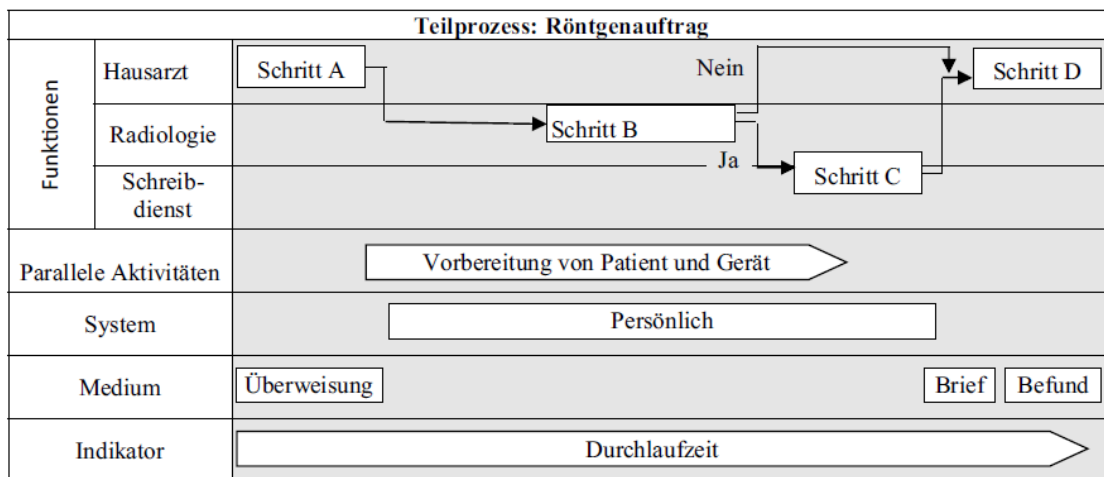 Teilprozess: Röntgenauftrag
Funktionen
Hausarzt
Schritt A
Nein
Schritt D
Radiologie
Schritt B
Ja
Schreib-
dienst
Schritt C
Parallele Aktivitäten
Vorbereitung von Patient und Gerät
System
Persönlich
Medium
Überweisung
Brief
Befund
Indikator
Durchlaufzeit